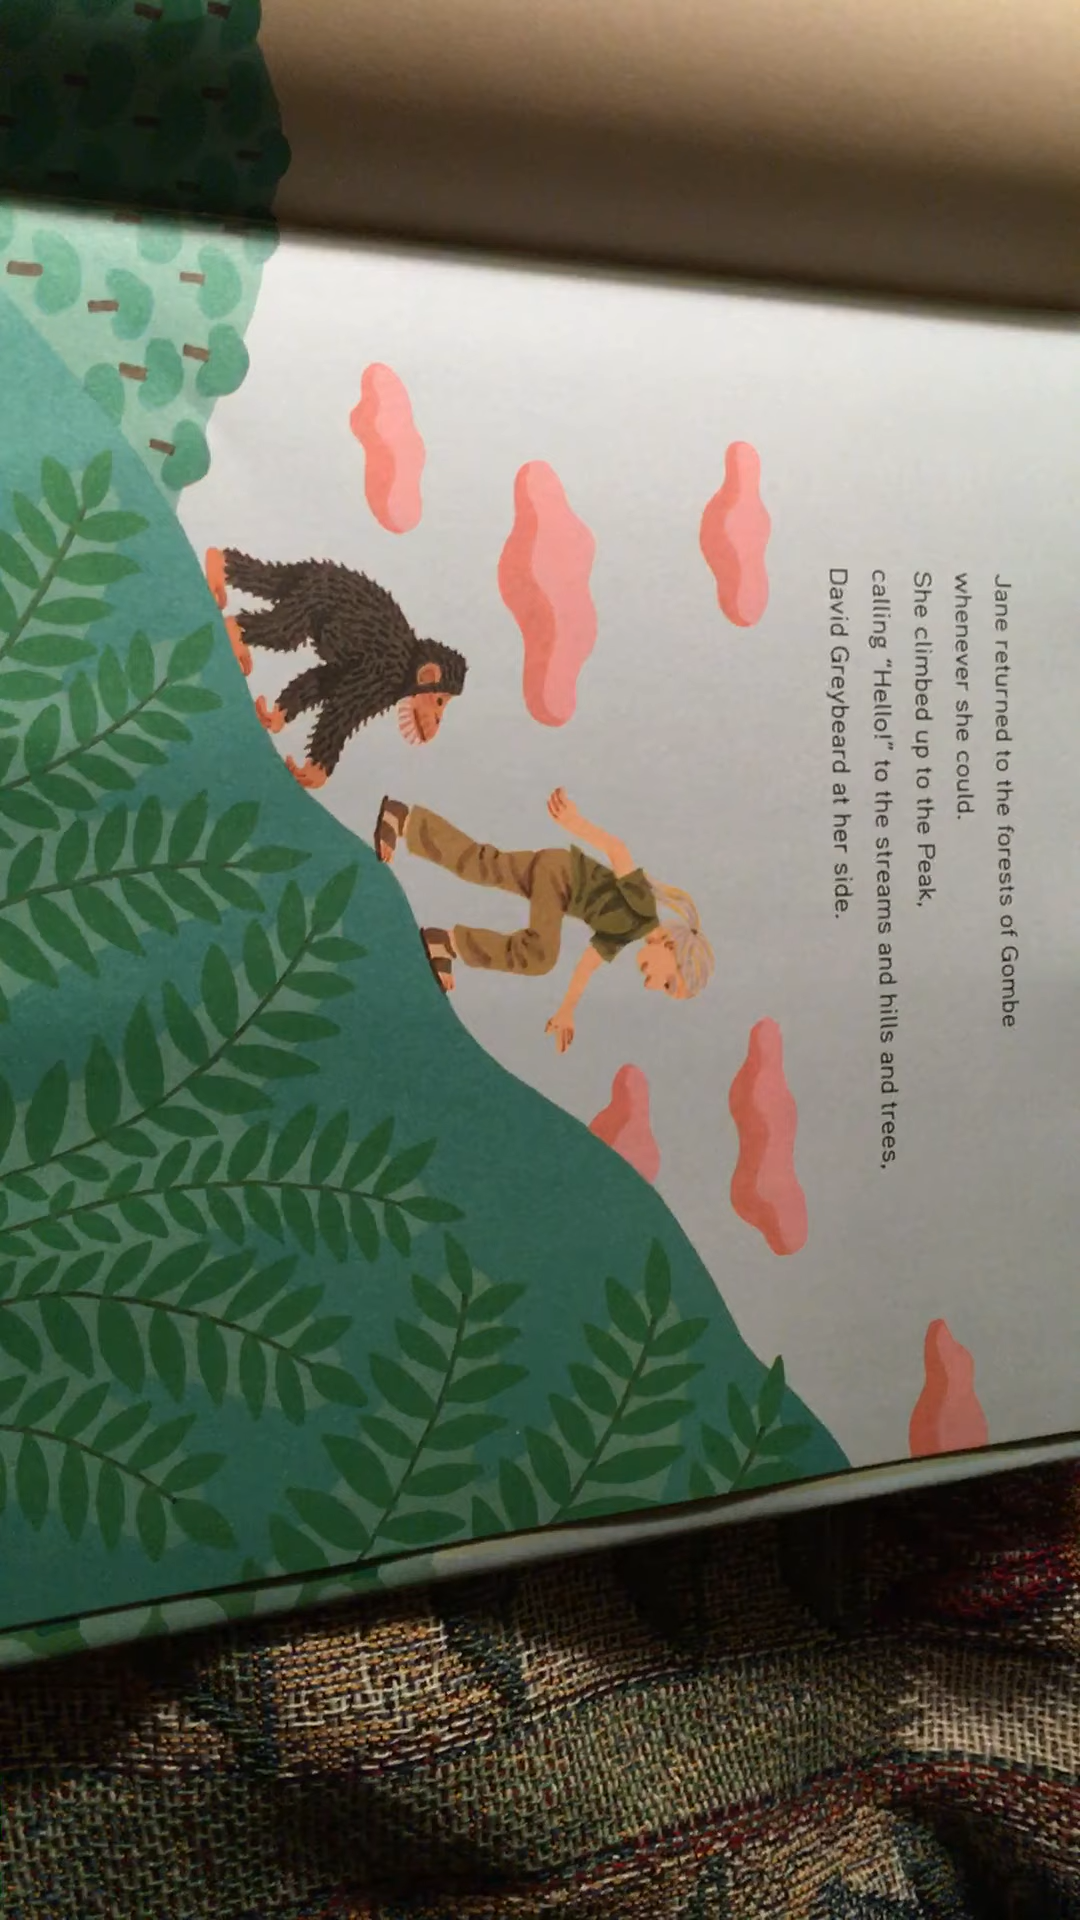 Jane returned to the forests of Gombe
whenever she could.
She climbed up to the Peak,
calling “Hello!” to the streams and hills and trees,
David Greybeard at her side.